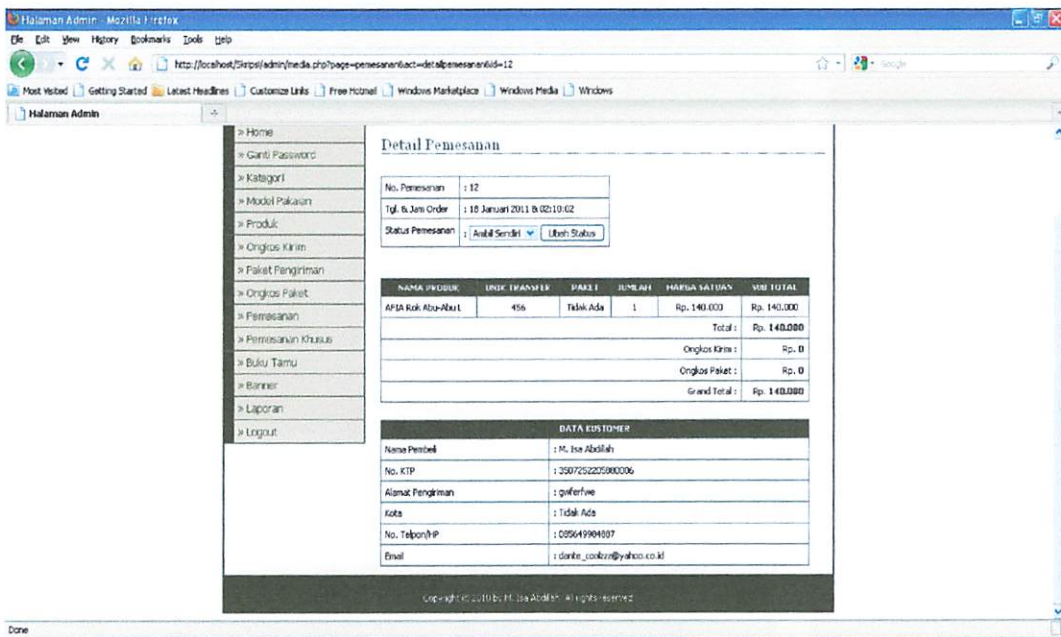 Halaman Admin - Mozilla Firefox
File Edit View History Bookmarks Tools Help
http://localhost/Skripsi/admin/media.php?page=pemesanan&act=detailpemesanan&id=12
Google
Most Visited Getting Started Latest Headlines Customize Links Free Hotmail Windows Marketplace Windows Media Windows
Halaman Admin
» Home
» Ganti Password
» Kategori
» Model Pakaian
» Produk
» Ongkos Kirim
» Paket Pengiriman
» Ongkos Paket
» Pemesanan
» Pemesanan Khusus
» Buku Tamu
» Banner
» Laporan
» Logout
Detail Pemesanan
No. Pemesanan : 12
Tgl. & Jam Order : 18 Januari 2011 & 02:10:02
Status Pemesanan : Ambil Sendiri Ubah Status
NAMA PRODUK UNIK TRANSFER PAKET JUMLAH HARGA SATUAN SUB TOTAL
AFIA Rok Abu-Abu L 456 Tidak Ada 1 Rp. 140.000 Rp. 140.000
Total : Rp. 140.000
Ongkos Kirim : Rp. 0
Ongkos Paket : Rp. 0
Grand Total : Rp. 140.000
DATA KUSTOMER
Nama Pembeli : M. Isa Abdillah
No. KTP : 3507252205880006
Alamat Pengiriman : gwferfwe
Kota : Tidak Ada
No. Telpon/HP : 085649984887
Email : dante_coolzzz@yahoo.co.id
Copyright © 2010 by M. Isa Abdillah. All rights reserved
Done